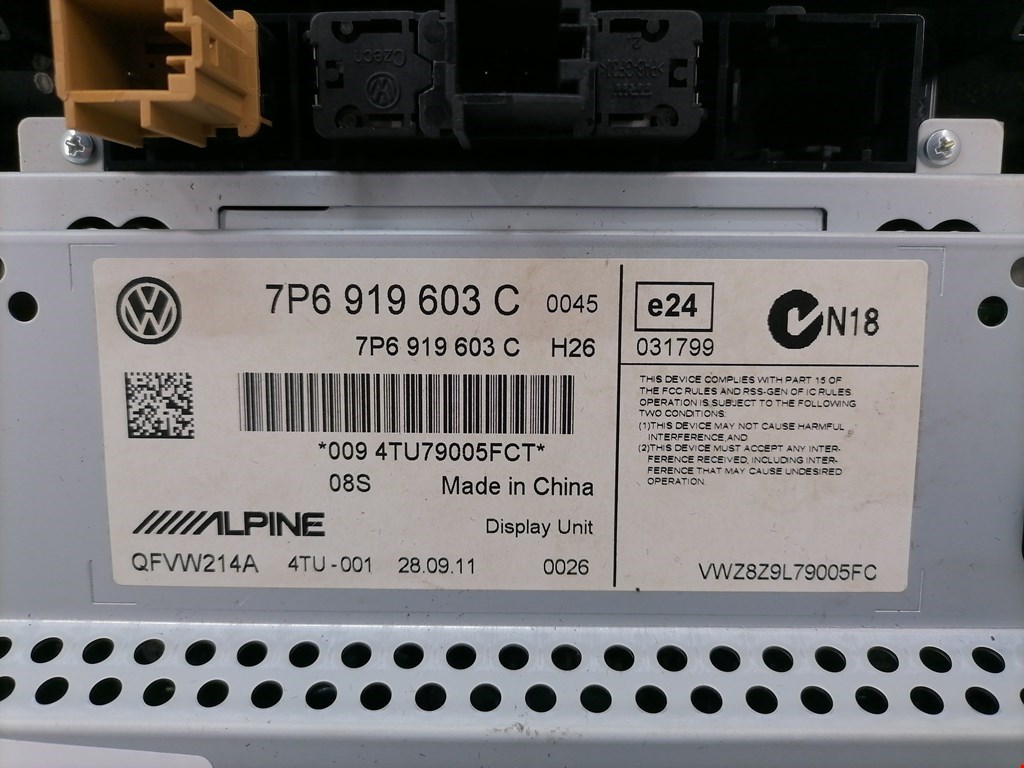 Czech
7P6 919 603 C 0045
7P6 919 603 C H26
*009 4TU79005FCT*
08S Made in China
ALPINE
Display Unit
QFVW214A 4TU-001 28.09.11 0026
e24
031799
N18
THIS DEVICE COMPLIES WITH PART 15 OF
THE FCC RULES AND RSS-GEN OF IC RULES
OPERATION IS SUBJECT TO THE FOLLOWING
TWO CONDITIONS:
(1)THIS DEVICE MAY NOT CAUSE HARMFUL
INTERFERENCE,AND
(2)THIS DEVICE MUST ACCEPT ANY INTER-
FERENCE RECEIVED, INCLUDING INTER-
FERENCE THAT MAY CAUSE UNDESIRED
OPERATION.
VWZ8Z9L79005FC